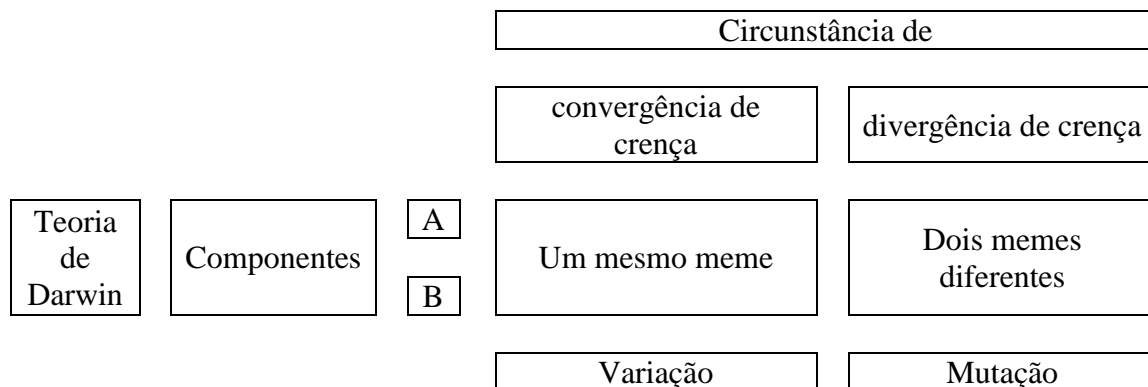 Circunstância de
convergência de
crença
divergência de crença
Teoria
de
Darwin
Componentes
A
B
Um mesmo meme
Dois memes
diferentes
Variação
Mutação